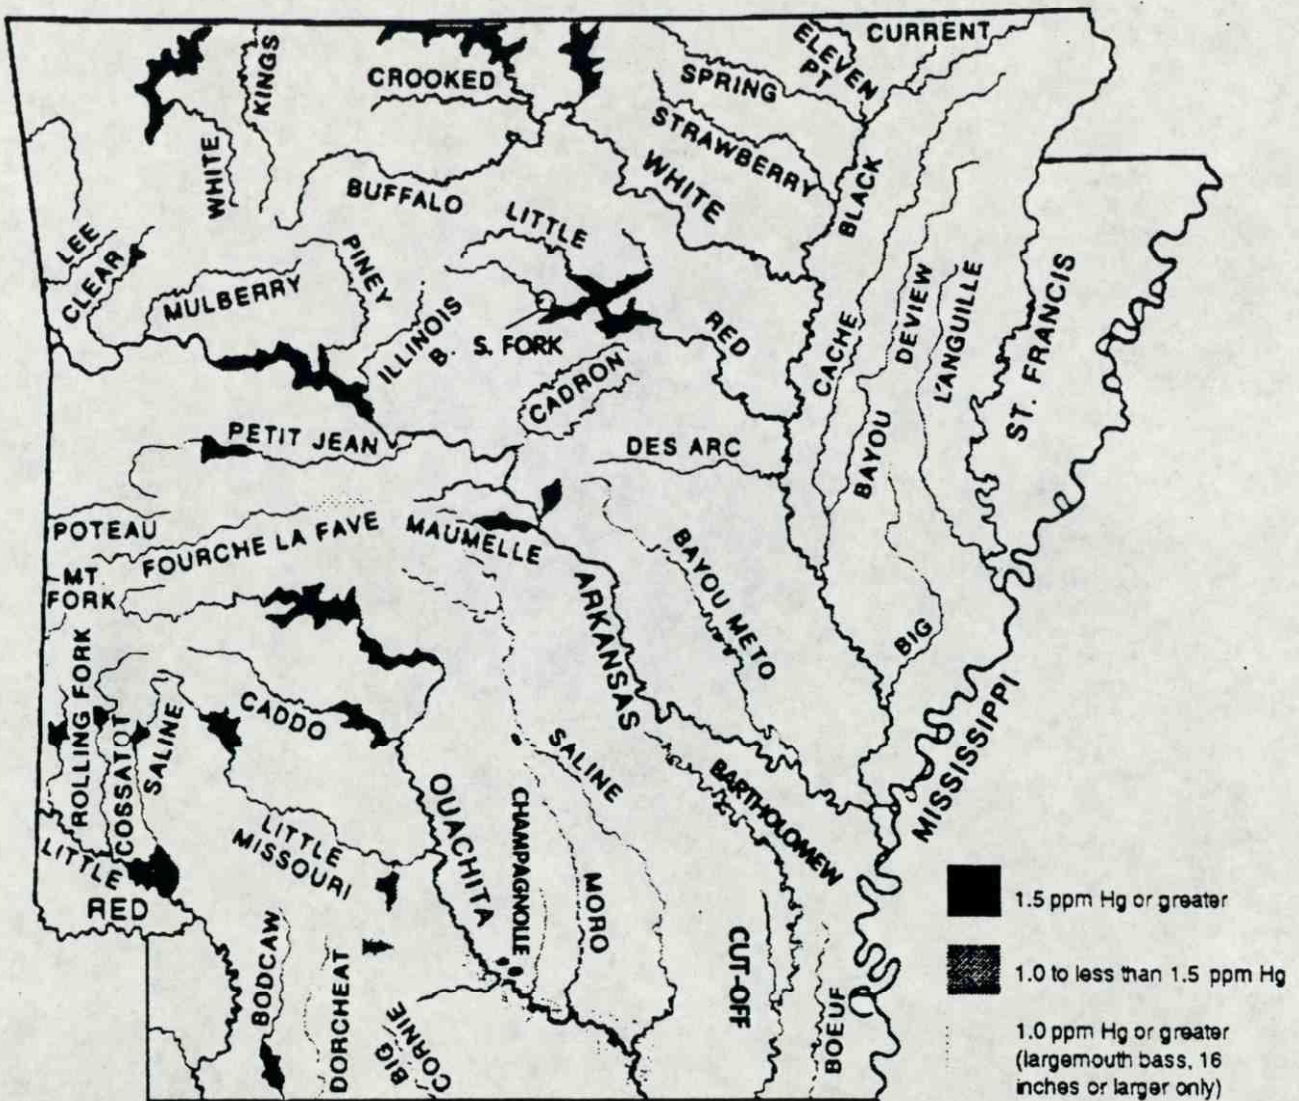 CURRENT
ELEVEN
PT
KINGS
CROOKED
SPRING
STRAWBERRY
WHITE
WHITE
BLACK
BUFFALO
LITTLE
LEE
CLEAR
MULBERRY
PINEY
ILLINOIS
B.
S. FORK
RED
CADRON
CACHE
DEVIEW
BAYOU
L'ANGUILLE
ST. FRANCIS
PETIT JEAN
DES ARC
POTEAU
FOURCHE LA FAVE
MAUMELLE
MT.
FORK
BAYOU METO
ARKANSAS
BIG
ROLLING FORK
COSSATOT
SALINE
CADDO
SALINE
BARTHOLOMEW
MISSISSIPPI
LITTLE
RED
LITTLE
MISSOURI
OUACHITA
CHAMPAGNOLLE
MORO
BODCAW
DORCHEAT
BIG
CORNIE
CUT-OFF
BOEUF
1.5 ppm Hg or greater
1.0 to less than 1.5 ppm Hg
1.0 ppm Hg or greater
(largemouth bass, 16
inches or larger only)